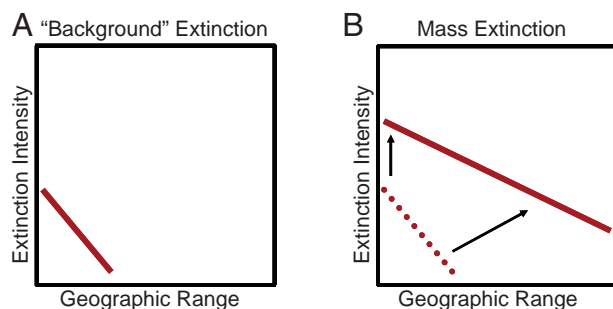 A “Background” Extinction
Extinction Intensity
Geographic Range
B Mass Extinction
Extinction Intensity
Geographic Range